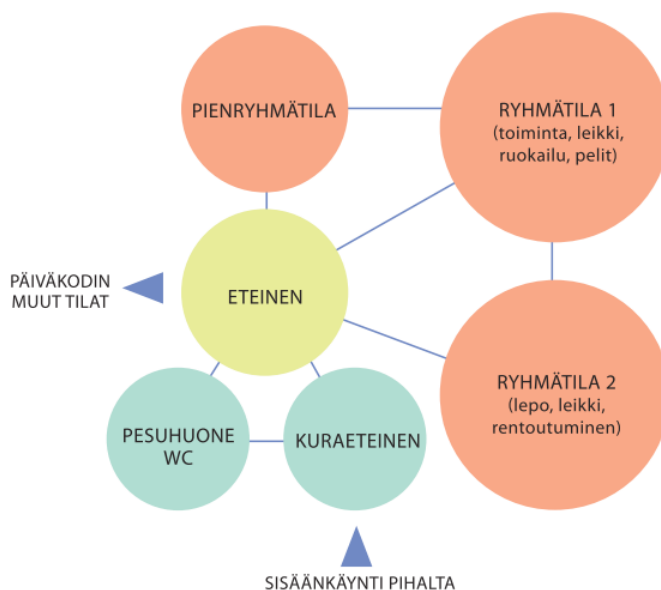 PIENRYHMÄTILA
RYHMÄTILA 1
(toiminta, leikki,
ruokailu, pelit)
PÄIVÄKODIN
MUUT TILAT
ETEINEN
RYHMÄTILA 2
(lepo, leikki,
rentoutuminen)
PESUHUONE
WC
KURAETEINEN
SISÄÄNKÄYNTI PIHALTA